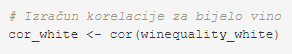 # Izračun korelacije za bijelo vino
cor_white <- cor(winequality_white)